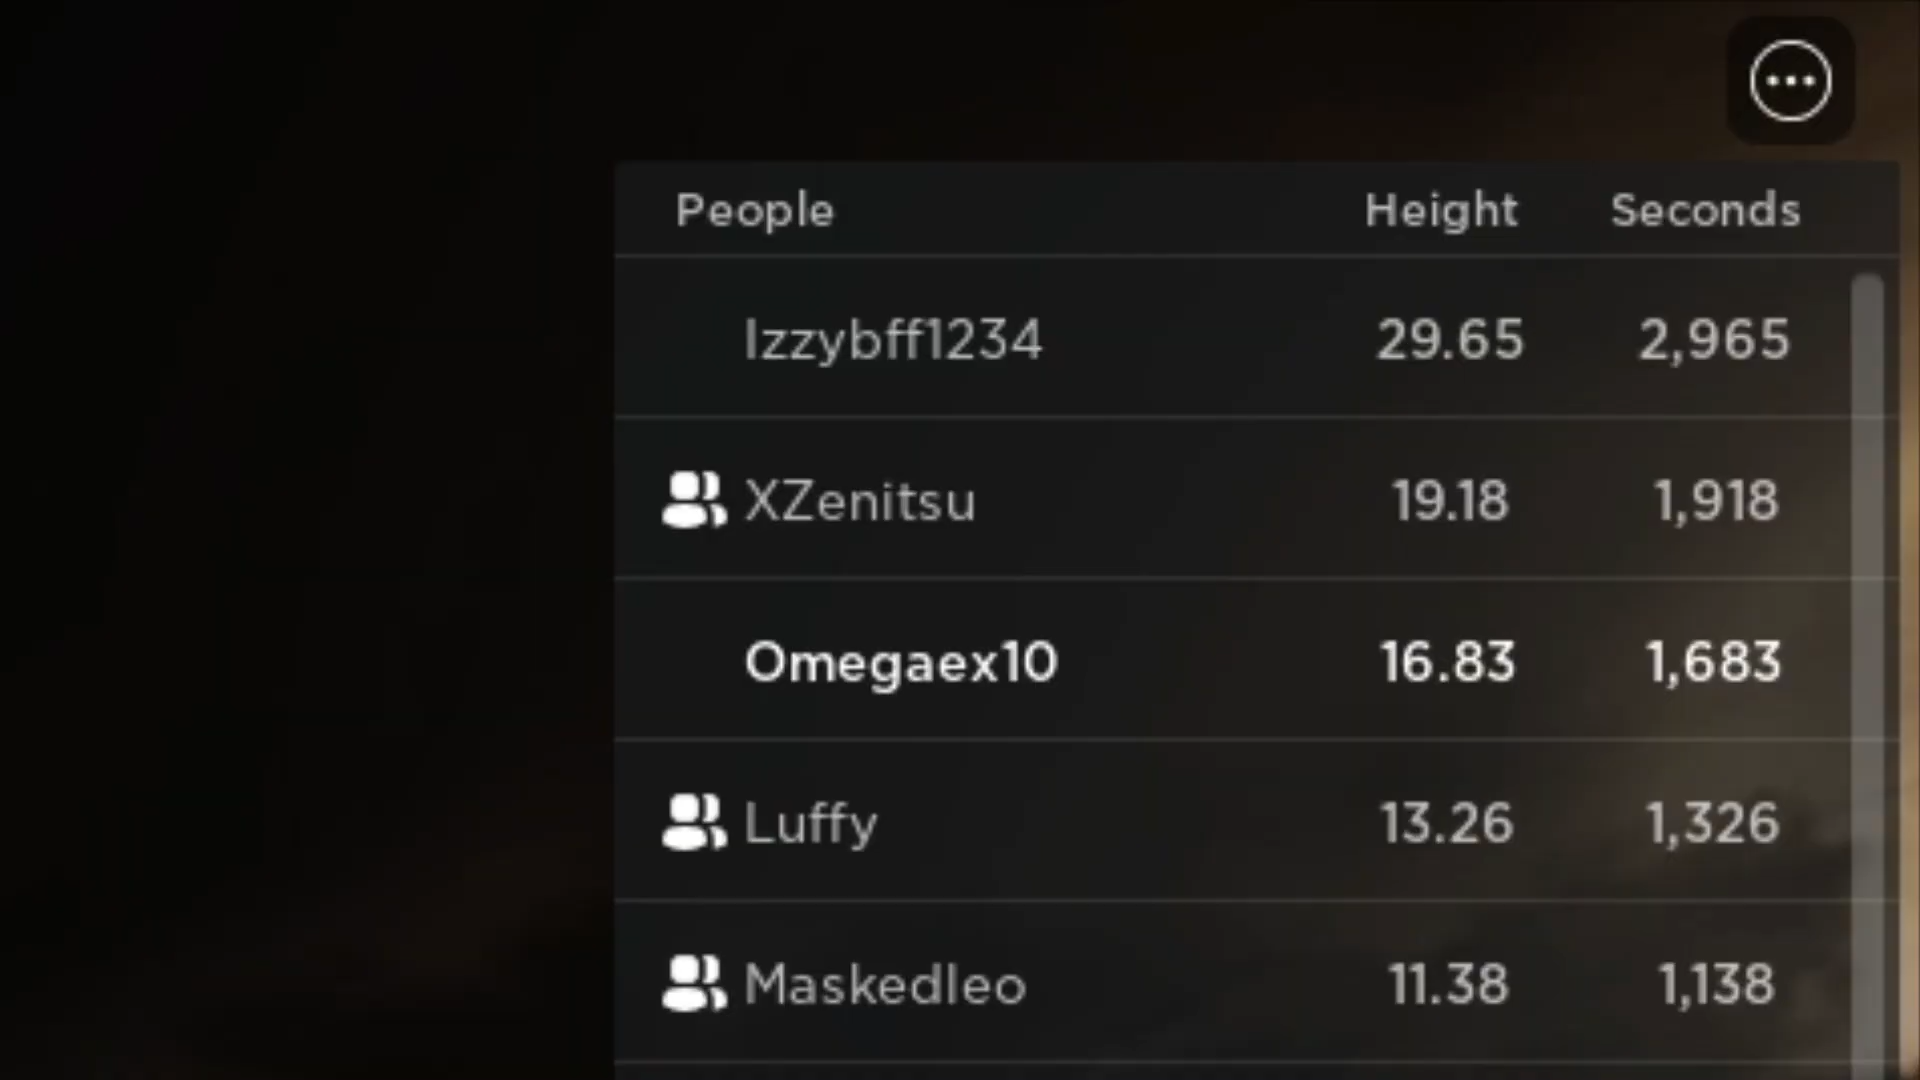 People Height Seconds
Izzybff1234 29.65 2,965
XZenitsu 19.18 1,918
Omegaex10 16.83 1,683
Luffy 13.26 1,326
Maskedleo 11.38 1,138